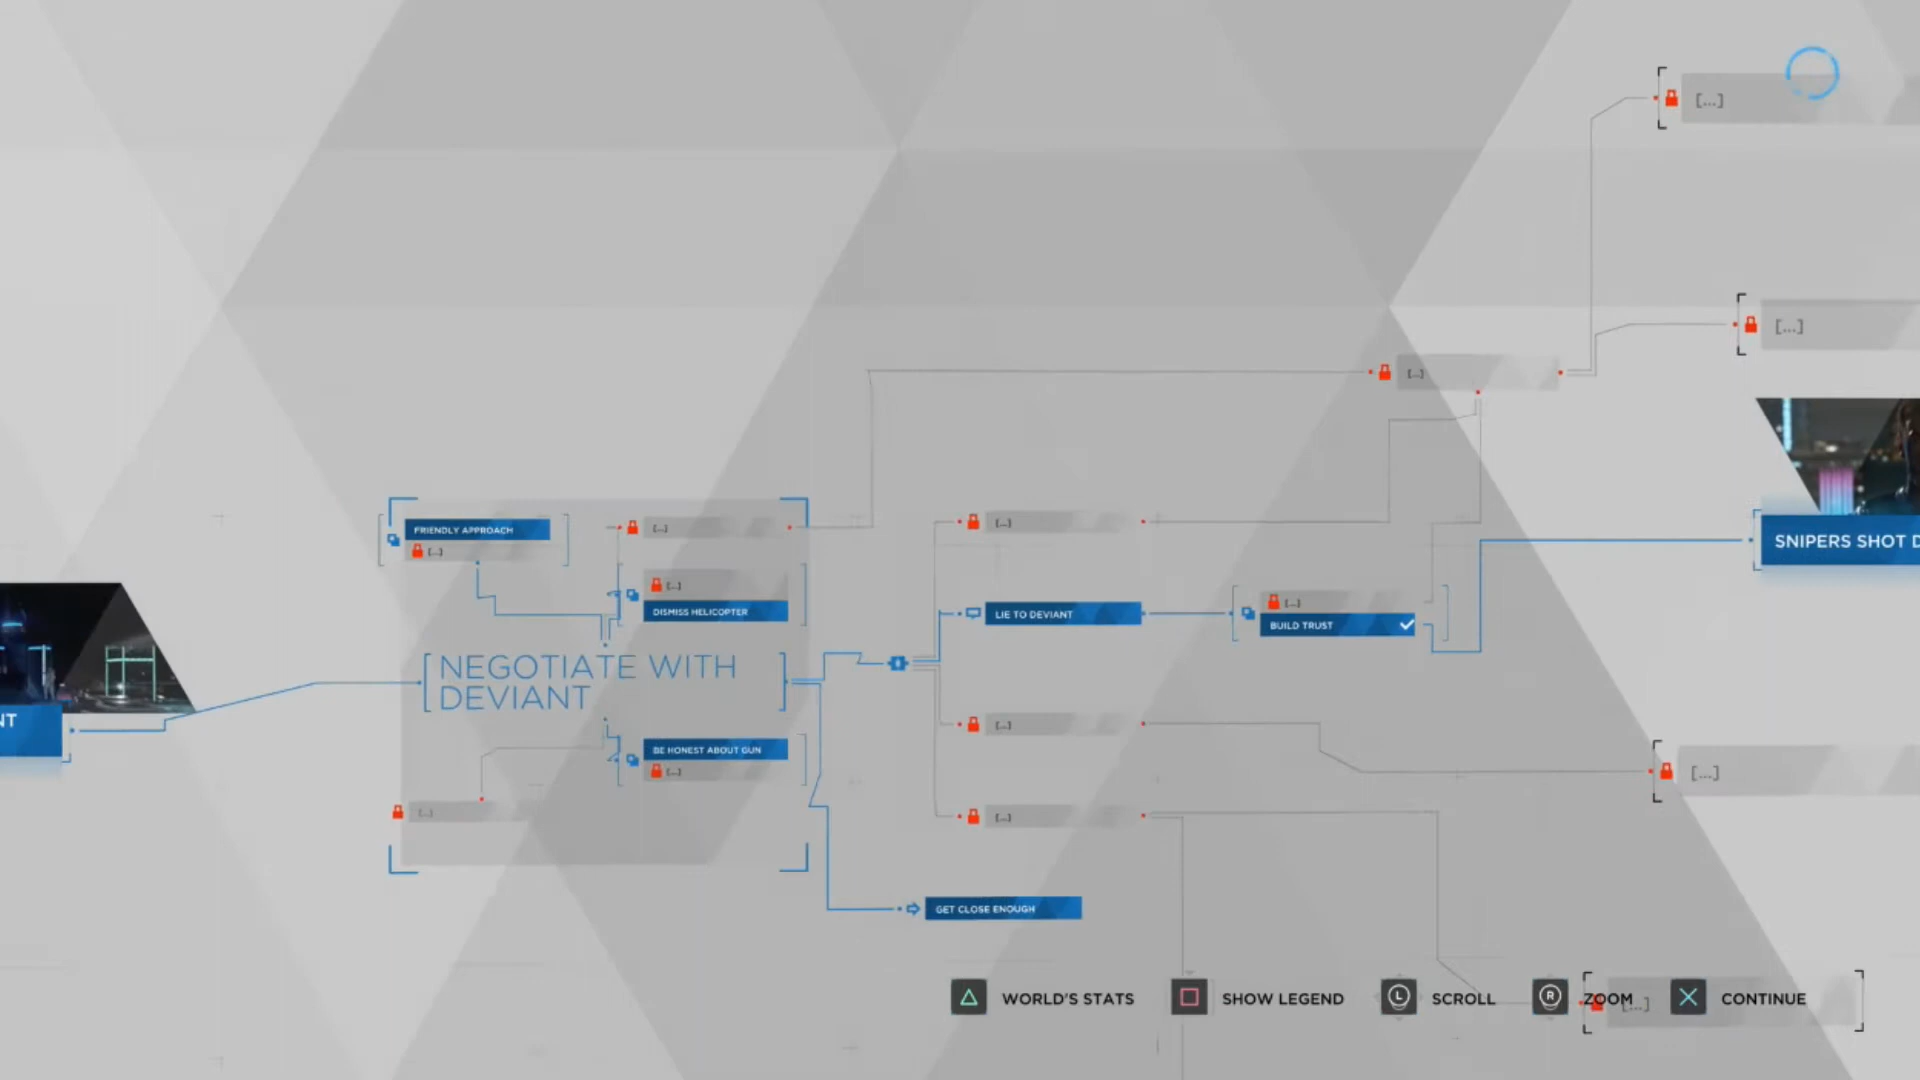 [...]
[...]
[...]
FRIENDLY APPROACH
[...]
[...]
[...]
DISMISS HELICOPTER
[...]
LIE TO DEVIANT
[...]
BUILD TRUST
SNIPERS SHOT D
NEGOTIATE WITH
DEVIANT
NT
BE HONEST ABOUT GUN
[...]
[...]
[...]
[...]
[...]
GET CLOSE ENOUGH
WORLD'S STATS
SHOW LEGEND
L
SCROLL
R
ZOOM
[...]
CONTINUE